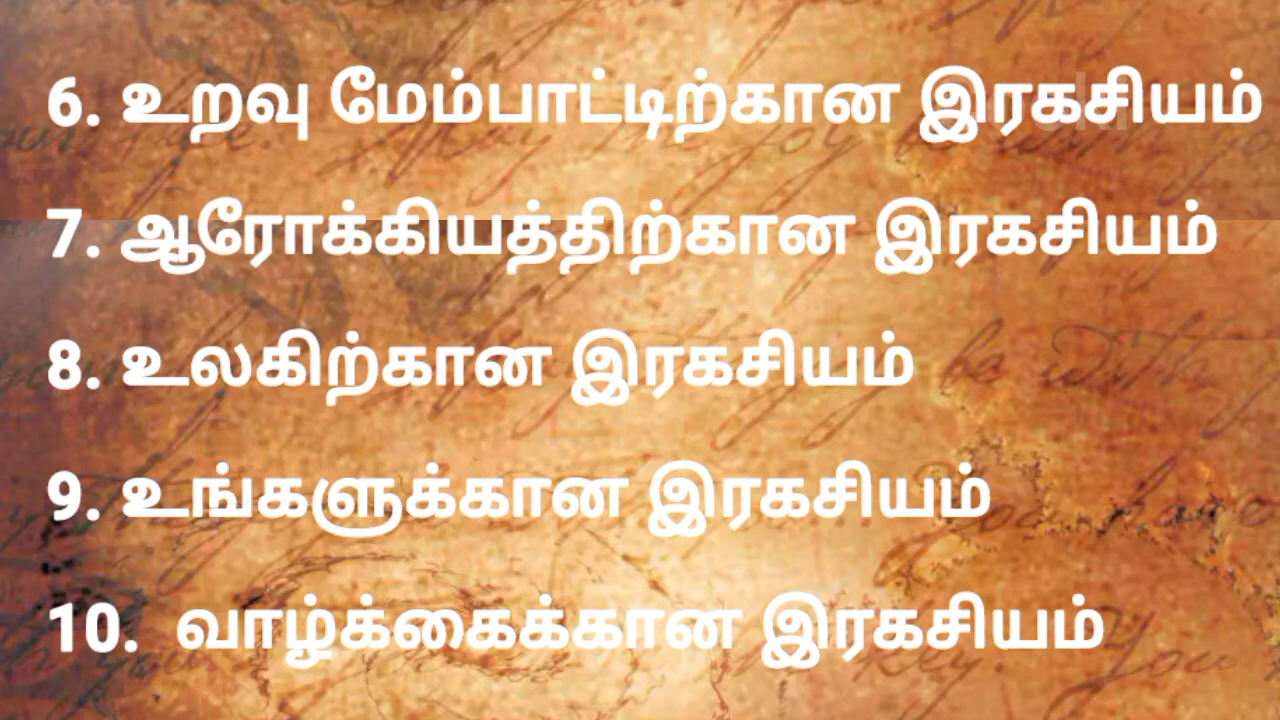 6. உறவு மேம்பாட்டிற்கான இரகசியம்
7. ஆரோக்கியத்திற்கான இரகசியம்
8. உலகிற்கான இரகசியம்
9. உங்களுக்கான இரகசியம்
10. வாழ்க்கைக்கான இரகசியம்